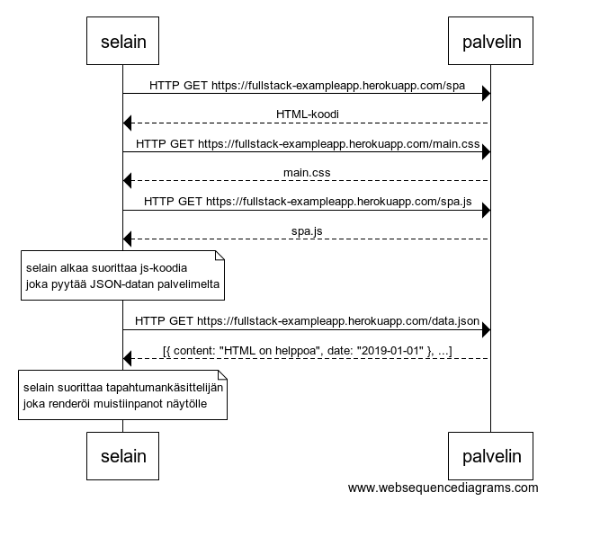 selain palvelin
HTTP GET https://fullstack-exampleapp.herokuapp.com/spa
HTML-koodi
HTTP GET https://fullstack-exampleapp.herokuapp.com/main.css
main.css
HTTP GET https://fullstack-exampleapp.herokuapp.com/spa.js
spa.js
selain alkaa suorittaa js-koodia
joka pyytää JSON-datan palvelimelta
HTTP GET https://fullstack-exampleapp.herokuapp.com/data.json
[{ content: "HTML on helppoa", date: "2019-01-01" }, ...]
selain suorittaa tapahtumankäsittelijän
joka renderöi muistiinpanot näytölle
selain palvelin
www.websequencediagrams.com